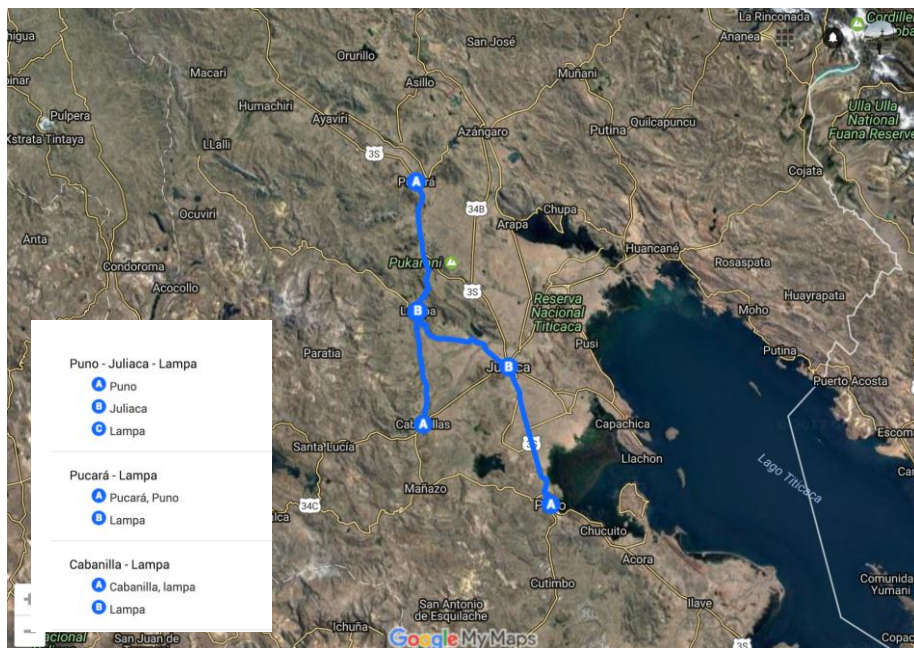 La Rinconada
Ananea
San José
Orurillo
Macari
Asillo
Muñani
Humachiri
Pulpera
Ayaviri
Putina
Quilcapuncu
Ulla Ulla
National
Fuana Reserve
Xstrata Tintaya
LLalli
Azángaro
3S
Cojata
A
34B
Ocuviri
Chupa
Arapa
Anta
Huancané
Condoroma
Pukarani
Rosaspata
Acocollo
3S
Reserva
Nacional
Titicaca
Huayrapata
B
Moho
Paratia
Pusi
Putina
B
Puerto Acosta
A
Capachica
Santa Lucía
Llachon
Lago Titicaca
Mañazo
34C
A
Chucuito
Acora
Cutimbo
San Antonio
de Esquilache
Ilave
Comunida
Yumani
Ichuña
3S
Copac
San Juan de
Google My Maps
Puno - Juliaca - Lampa
A Puno
B Juliaca
C Lampa
Pucará - Lampa
A Pucará, Puno
B Lampa
Cabanilla - Lampa
A Cabanilla, lampa
B Lampa